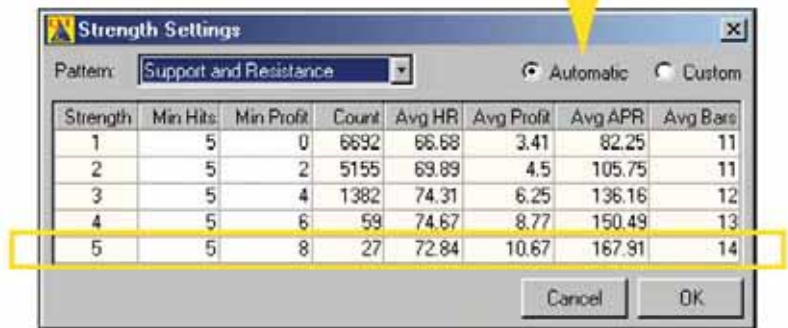 Strength Settings
Pattern: Support and Resistance Automatic Custom
Strength Min Hits Min Profit Count Avg HR Avg Profit Avg APR Avg Bars
1 5 0 6692 66.68 3.41 82.25 11
2 5 2 5155 69.89 4.5 105.75 11
3 5 4 1382 74.31 6.25 136.16 12
4 5 6 59 74.67 8.77 150.49 13
5 5 8 27 72.84 10.67 167.91 14
Cancel OK